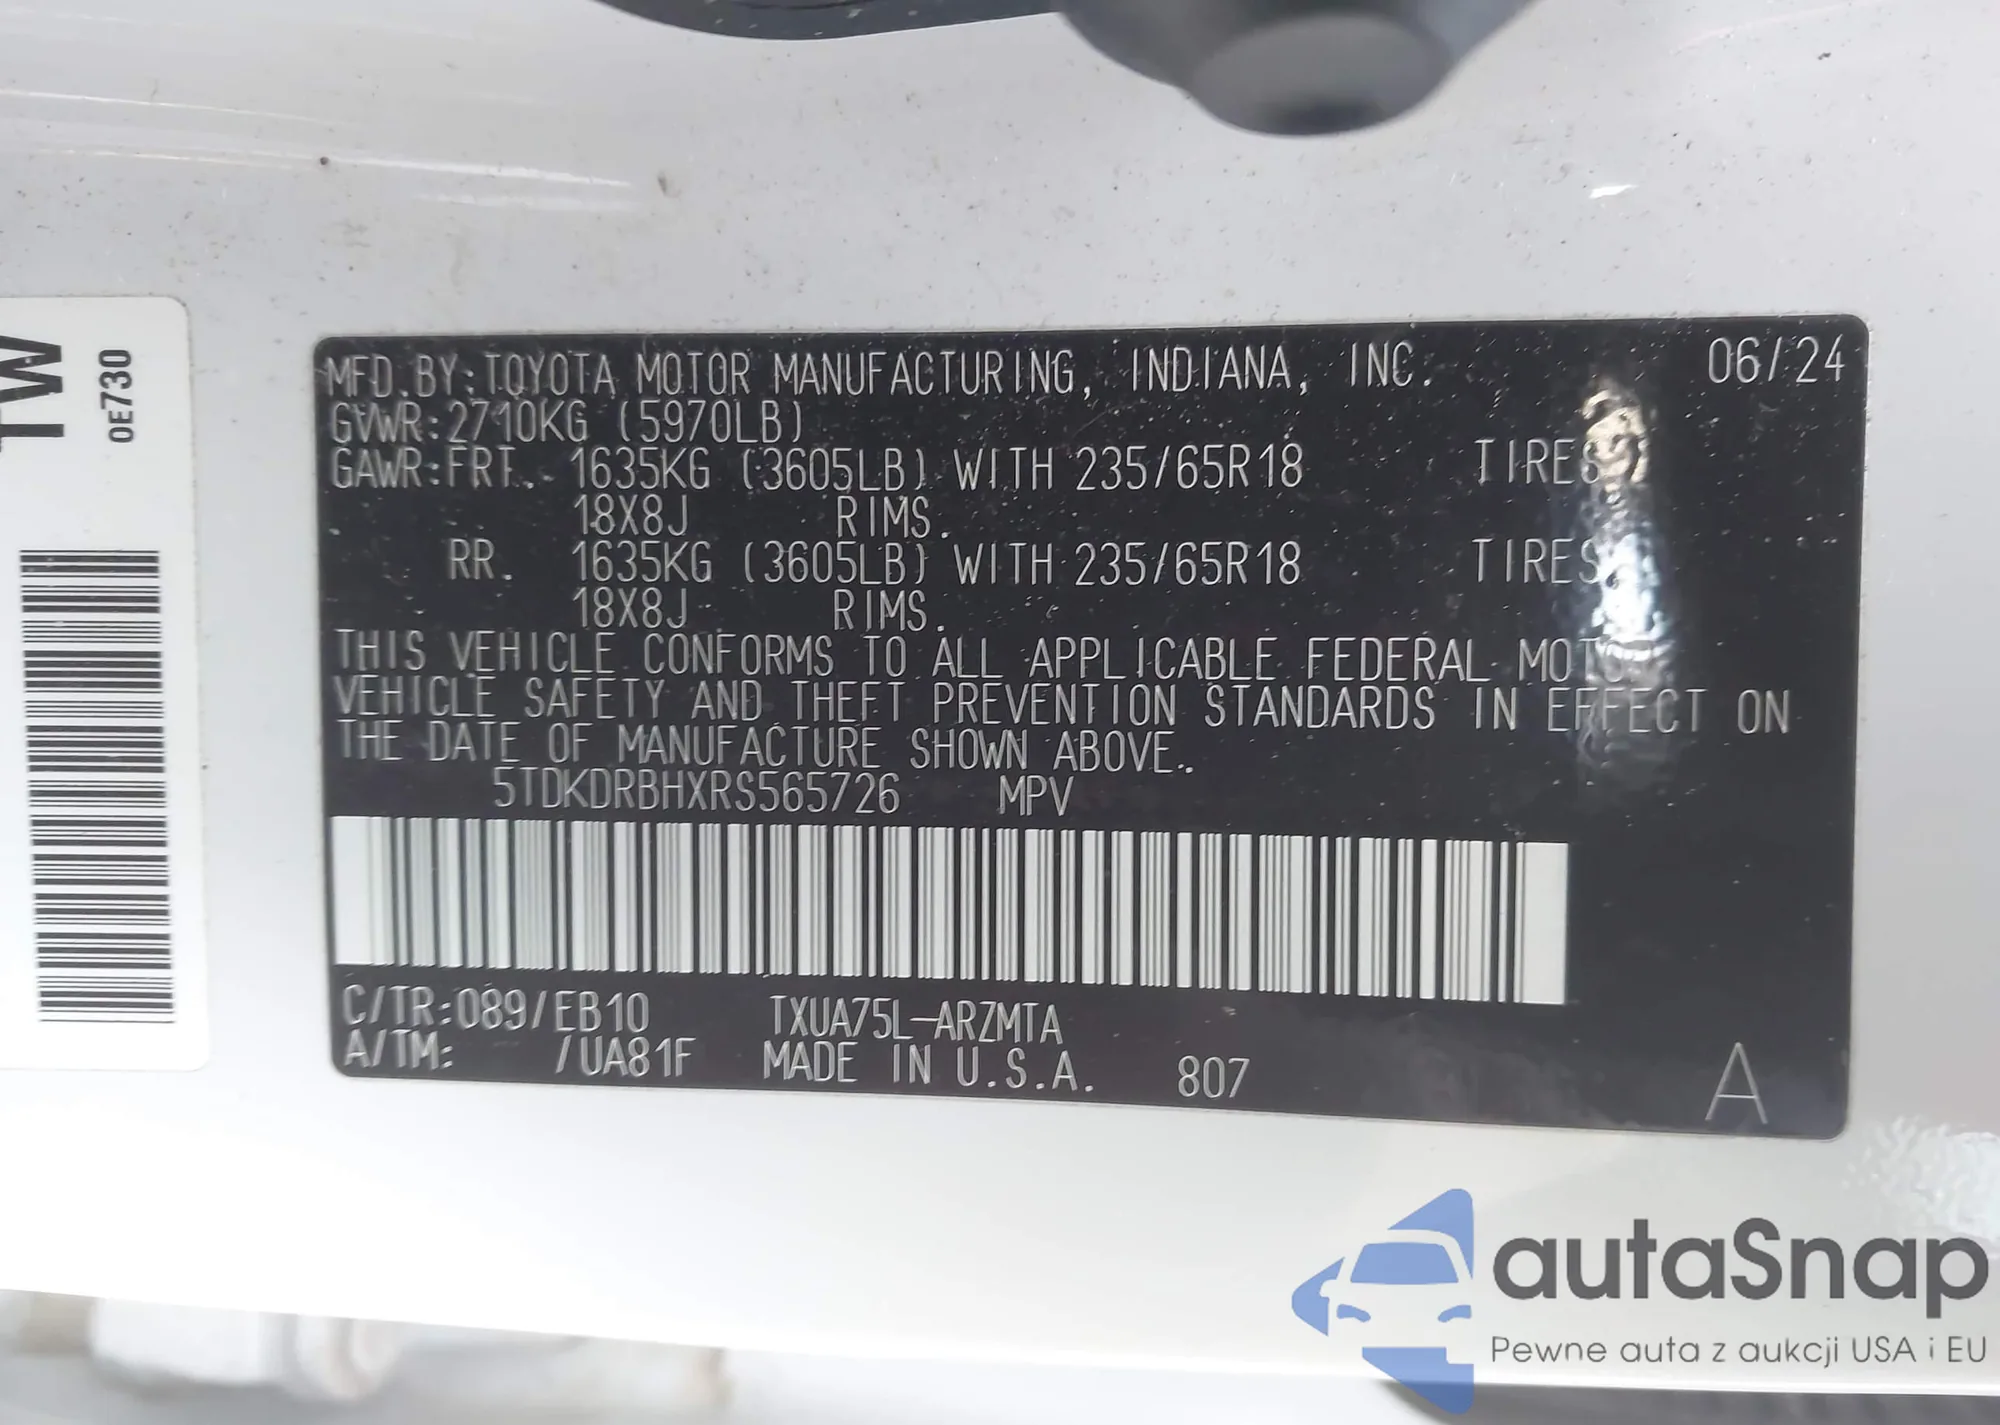 TW
0E730
MFD.BY:TOYOTA MOTOR MANUFACTURING, INDIANA, INC. 06/24
GVWR:2710KG (5970LB)
GAWR:FRT. 1635KG (3605LB) WITH 235/65R18 TIRES
18X8J RIMS.
RR. 1635KG (3605LB) WITH 235/65R18 TIRES
18X8J RIMS.
THIS VEHICLE CONFORMS TO ALL APPLICABLE FEDERAL MOTOR
VEHICLE SAFETY AND THEFT PREVENTION STANDARDS IN EFFECT ON
THE DATE OF MANUFACTURE SHOWN ABOVE.
5TDKDRBHXRS565726 MPV
C/TR:089/EB10 TXUA75L-ARZMTA
A/TM: /UA81F MADE IN U.S.A. 807
A
autaSnap
Pewne auta z aukcji USA i EU